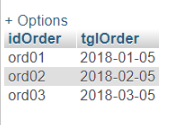 + Options
idOrder tglOrder
ord01 2018-01-05
ord02 2018-02-05
ord03 2018-03-05